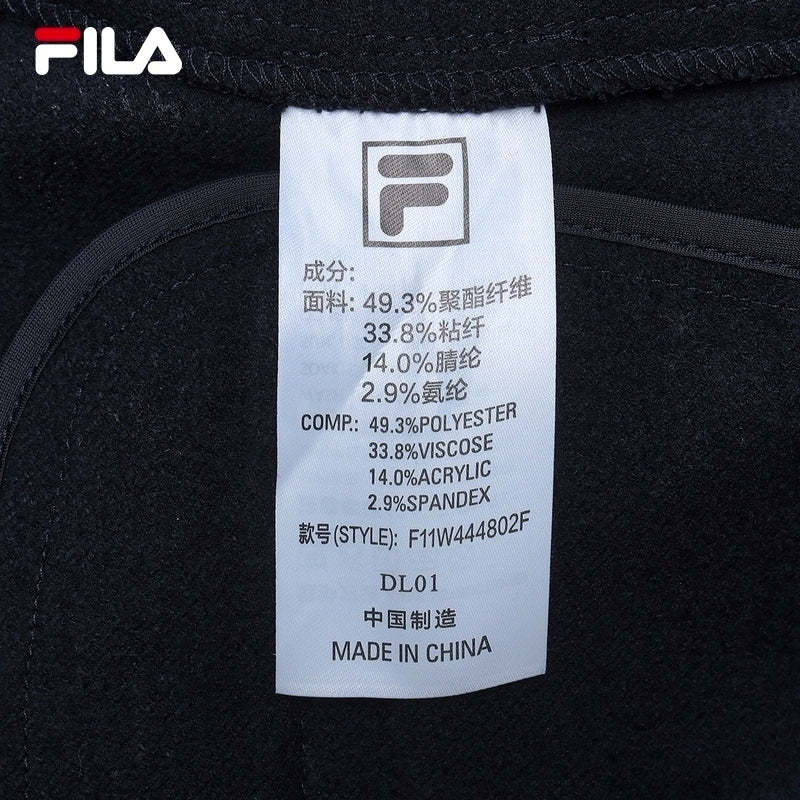 FILA
F
成分:
面料: 49.3%聚酯纤维
33.8%粘纤
14.0%腈纶
2.9%氨纶
COMP.: 49.3%POLYESTER
33.8%VISCOSE
14.0%ACRYLIC
2.9%SPANDEX
款号(STYLE): F11W444802F
DL01
中国制造
MADE IN CHINA